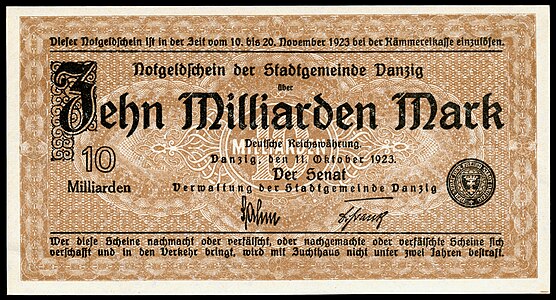 Dieser Notgeldschein ist in der Zeit vom 10. bis 20. November 1923 bei der Kämmereikasse einzulösen.
Notgeldschein der Stadtgemeinde Danzig
über
Zehn Milliarden Mark
Deutsche Reichswährung.
Danzig, den 11. Oktober 1923.
Der Senat
Verwaltung der Stadtgemeinde Danzig
10
Milliarden
Wer diese Scheine nachmacht oder verfälscht, oder nachgemachte oder verfälschte Scheine sich
verschafft und in den Verkehr bringt, wird mit Zuchthaus nicht unter zwei Jahren bestraft.